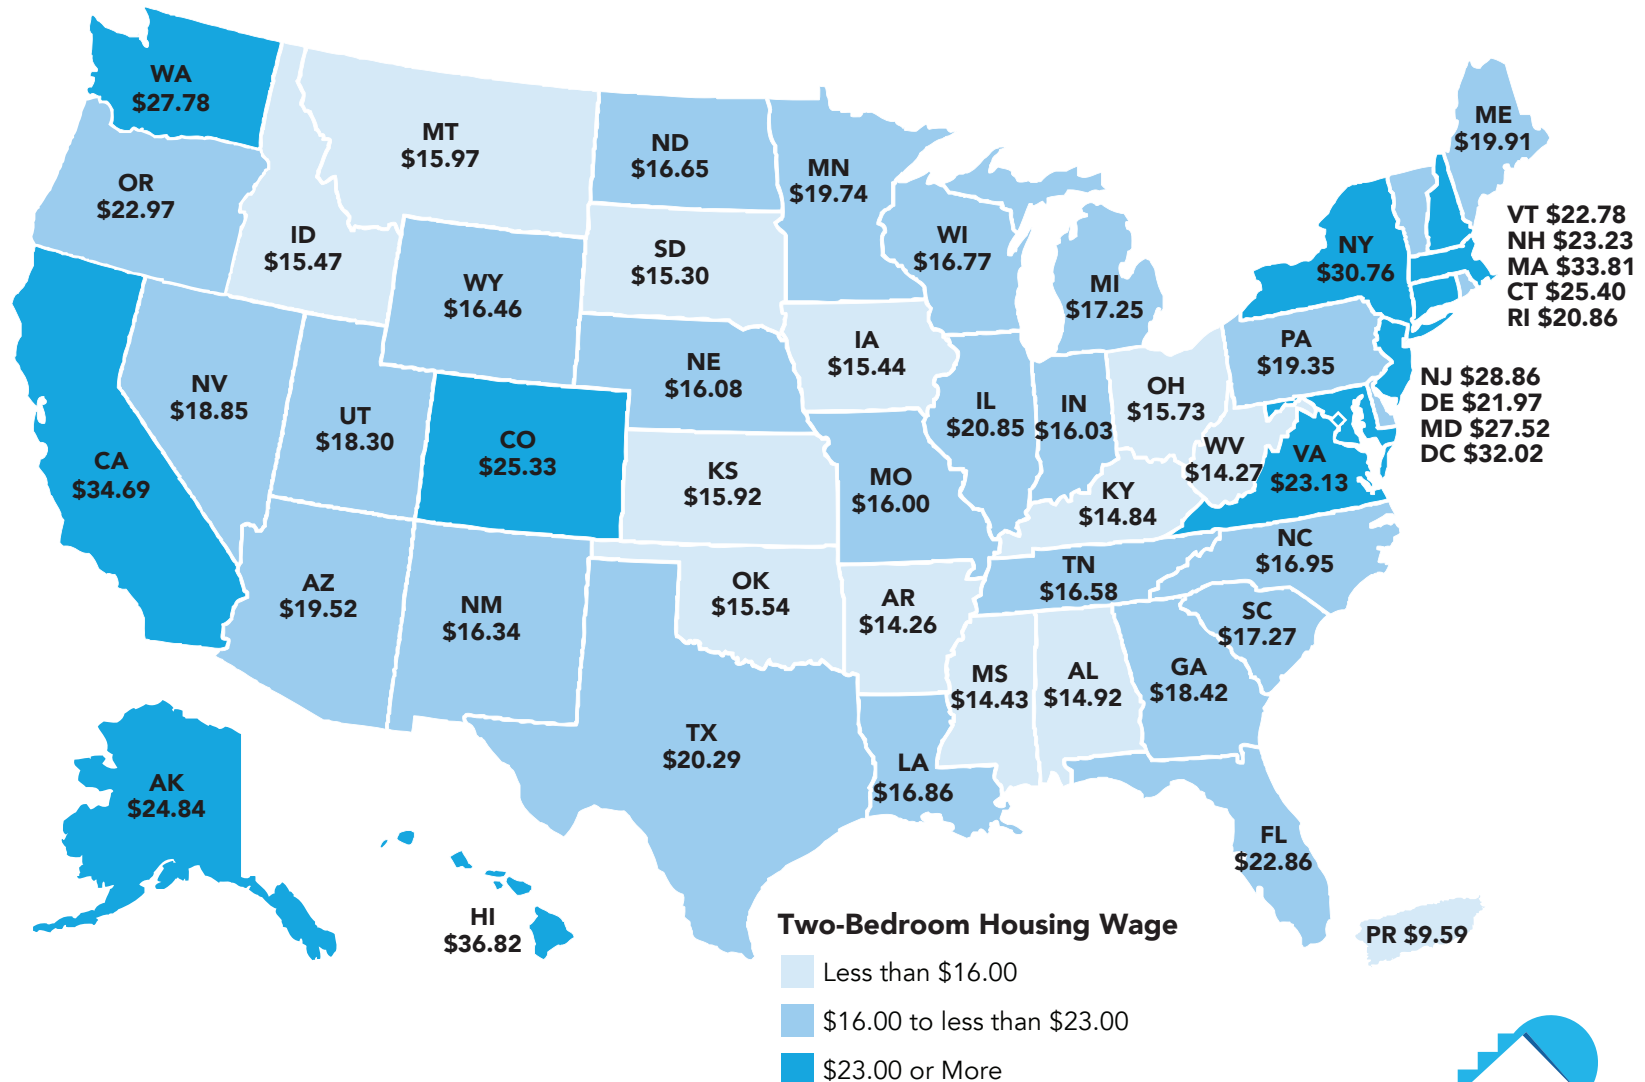 WA
$27.78
MT
$15.97
ND
$16.65
MN
$19.74
ME
$19.91
OR
$22.97
ID
$15.47
SD
$15.30
WI
$16.77
NY
$30.76
VT $22.78
NH $23.23
MA $33.81
CT $25.40
RI $20.86
WY
$16.46
MI
$17.25
IA
$15.44
PA
$19.35
NE
$16.08
NV
$18.85
UT
$18.30
CO
$25.33
IL
$20.85
IN
$16.03
OH
$15.73
NJ $28.86
DE $21.97
MD $27.52
DC $32.02
CA
$34.69
KS
$15.92
MO
$16.00
WV
$14.27
VA
$23.13
KY
$14.84
NC
$16.95
AZ
$19.52
NM
$16.34
OK
$15.54
AR
$14.26
TN
$16.58
SC
$17.27
MS
$14.43
AL
$14.92
GA
$18.42
TX
$20.29
LA
$16.86
AK
$24.84
FL
$22.86
HI
$36.82
PR $9.59
Two-Bedroom Housing Wage
Less than $16.00
$16.00 to less than $23.00
$23.00 or More